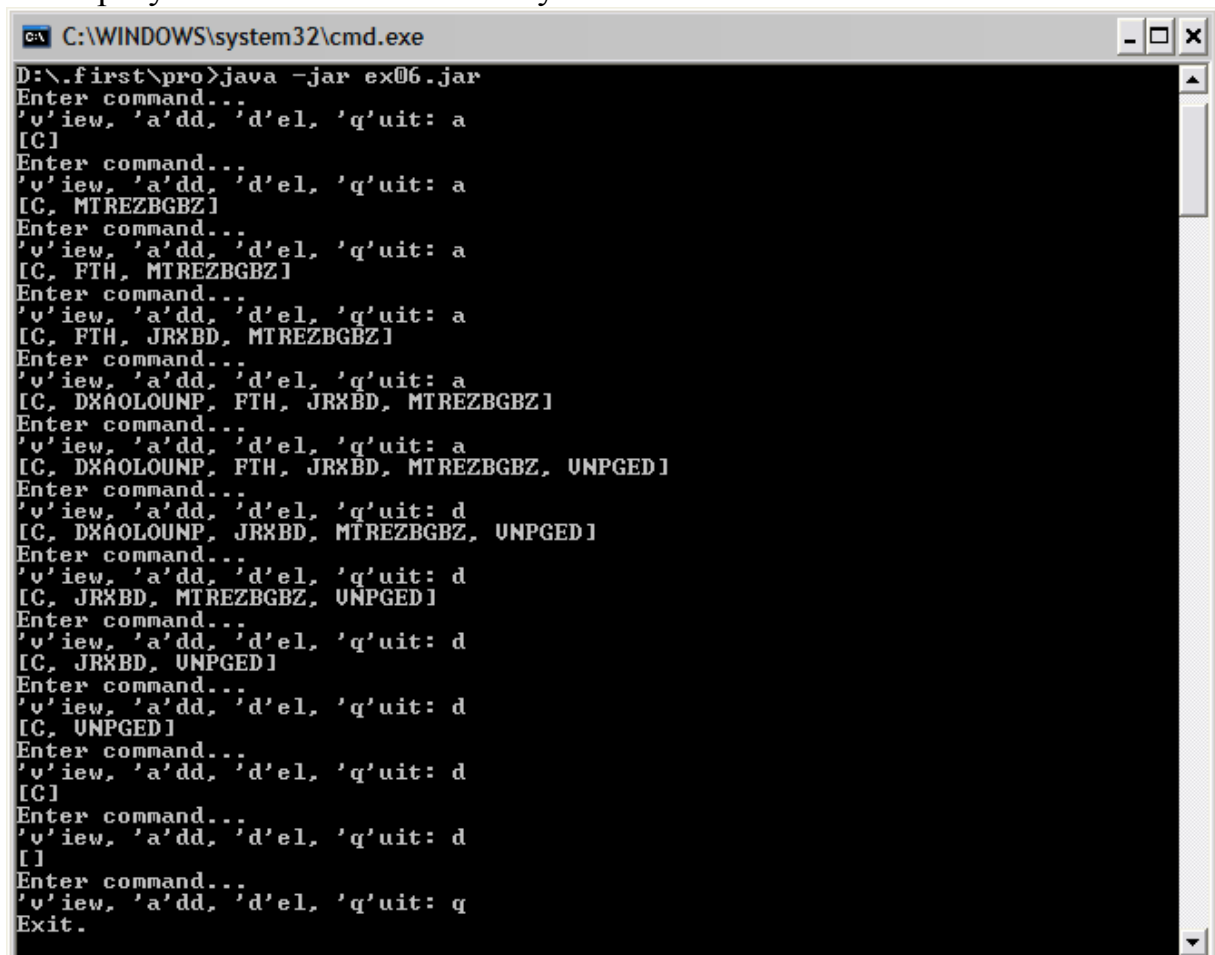 C:\WINDOWS\system32\cmd.exe
D:\.first\pro>java -jar ex06.jar
Enter command...
'v'iew, 'a'dd, 'd'el, 'q'uit: a
[C]
Enter command...
'v'iew, 'a'dd, 'd'el, 'q'uit: a
[C, MTREZBGBZ]
Enter command...
'v'iew, 'a'dd, 'd'el, 'q'uit: a
[C, FTH, MTREZBGBZ]
Enter command...
'v'iew, 'a'dd, 'd'el, 'q'uit: a
[C, FTH, JRXBD, MTREZBGBZ]
Enter command...
'v'iew, 'a'dd, 'd'el, 'q'uit: a
[C, DXAOLOUNP, FTH, JRXBD, MTREZBGBZ]
Enter command...
'v'iew, 'a'dd, 'd'el, 'q'uit: a
[C, DXAOLOUNP, FTH, JRXBD, MTREZBGBZ, VNPGED]
Enter command...
'v'iew, 'a'dd, 'd'el, 'q'uit: d
[C, DXAOLOUNP, JRXBD, MTREZBGBZ, VNPGED]
Enter command...
'v'iew, 'a'dd, 'd'el, 'q'uit: d
[C, JRXBD, MTREZBGBZ, VNPGED]
Enter command...
'v'iew, 'a'dd, 'd'el, 'q'uit: d
[C, JRXBD, VNPGED]
Enter command...
'v'iew, 'a'dd, 'd'el, 'q'uit: d
[C, VNPGED]
Enter command...
'v'iew, 'a'dd, 'd'el, 'q'uit: d
[C]
Enter command...
'v'iew, 'a'dd, 'd'el, 'q'uit: d
[]
Enter command...
'v'iew, 'a'dd, 'd'el, 'q'uit: q
Exit.